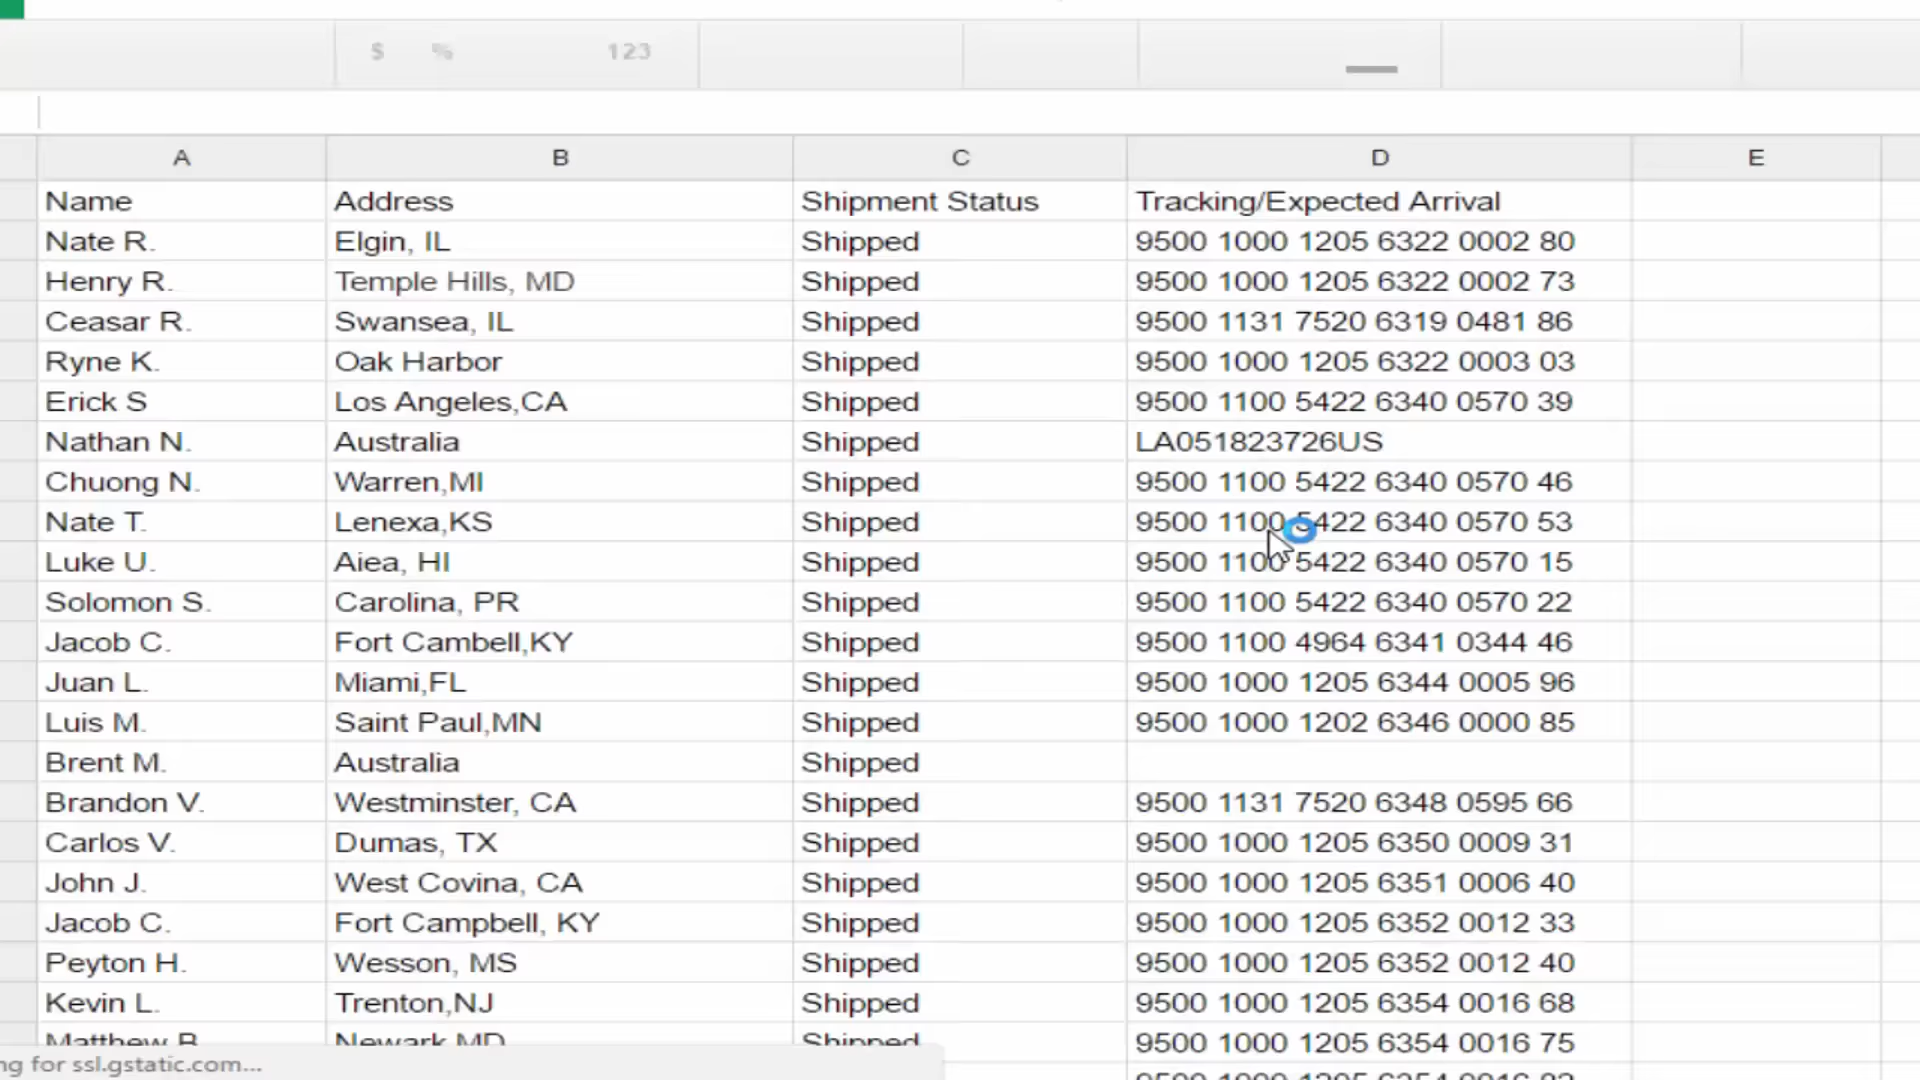 $ % 123
A B C D E
Name Address Shipment Status Tracking/Expected Arrival
Nate R. Elgin, IL Shipped 9500 1000 1205 6322 0002 80
Henry R. Temple Hills, MD Shipped 9500 1000 1205 6322 0002 73
Ceasar R. Swansea, IL Shipped 9500 1131 7520 6319 0481 86
Ryne K. Oak Harbor Shipped 9500 1000 1205 6322 0003 03
Erick S Los Angeles,CA Shipped 9500 1100 5422 6340 0570 39
Nathan N. Australia Shipped LA051823726US
Chuong N. Warren,MI Shipped 9500 1100 5422 6340 0570 46
Nate T. Lenexa,KS Shipped 9500 1100 5422 6340 0570 53
Luke U. Aiea, HI Shipped 9500 1100 5422 6340 0570 15
Solomon S. Carolina, PR Shipped 9500 1100 5422 6340 0570 22
Jacob C. Fort Cambell,KY Shipped 9500 1100 4964 6341 0344 46
Juan L. Miami,FL Shipped 9500 1000 1205 6344 0005 96
Luis M. Saint Paul,MN Shipped 9500 1000 1202 6346 0000 85
Brent M. Australia Shipped
Brandon V. Westminster, CA Shipped 9500 1131 7520 6348 0595 66
Carlos V. Dumas, TX Shipped 9500 1000 1205 6350 0009 31
John J. West Covina, CA Shipped 9500 1000 1205 6351 0006 40
Jacob C. Fort Campbell, KY Shipped 9500 1000 1205 6352 0012 33
Peyton H. Wesson, MS Shipped 9500 1000 1205 6352 0012 40
Kevin L. Trenton,NJ Shipped 9500 1000 1205 6354 0016 68
Matthew B. Newark,MD Shipped 9500 1000 1205 6354 0016 75
ng for ssl.gstatic.com...